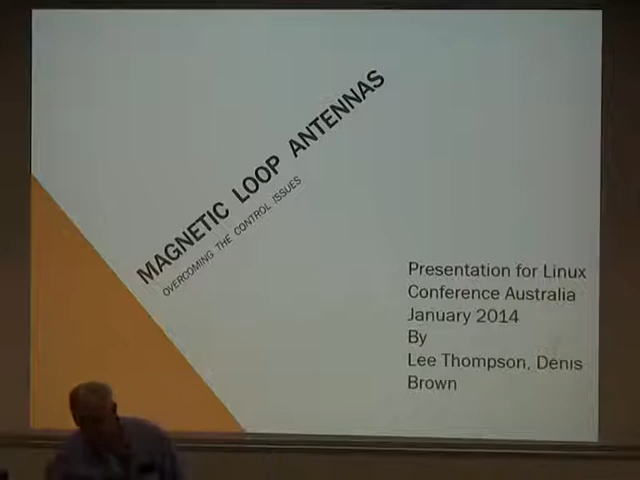 MAGNETIC LOOP ANTENNAS
OVERCOMING THE CONTROL ISSUES
Presentation for Linux
Conference Australia
January 2014
By
Lee Thompson, Denis
Brown